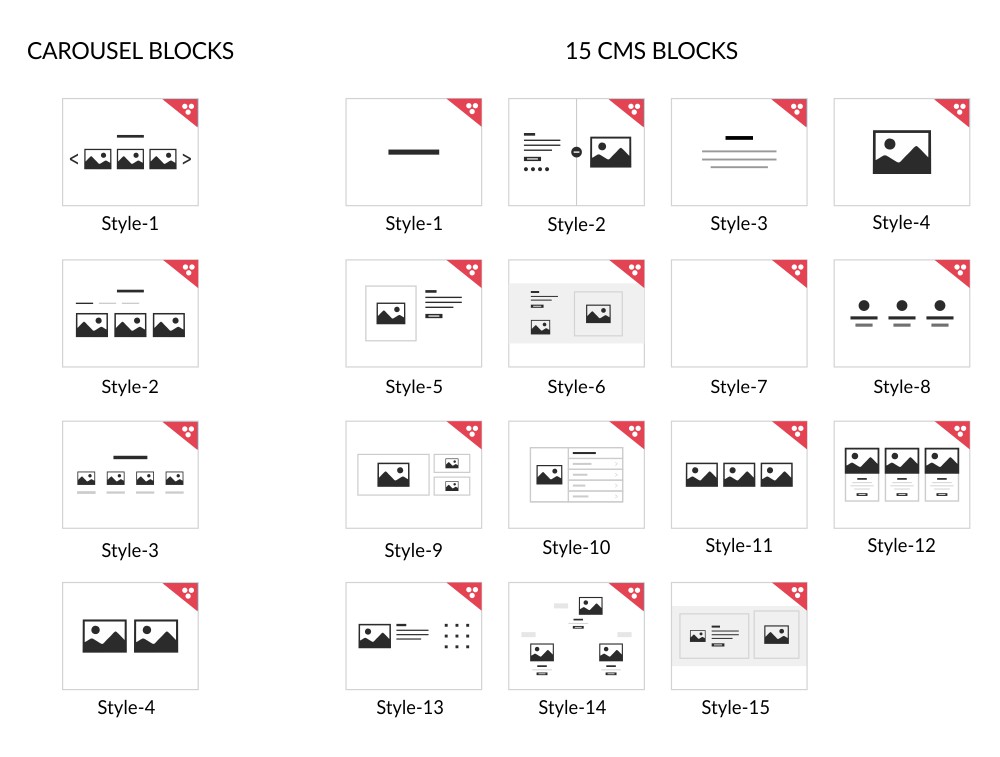 CAROUSEL BLOCKS
15 CMS BLOCKS
Style-1
Style-1
Style-2
Style-3
Style-4
Style-2
Style-5
Style-6
Style-7
Style-8
Style-3
Style-9
Style-10
Style-11
Style-12
Style-4
Style-13
Style-14
Style-15